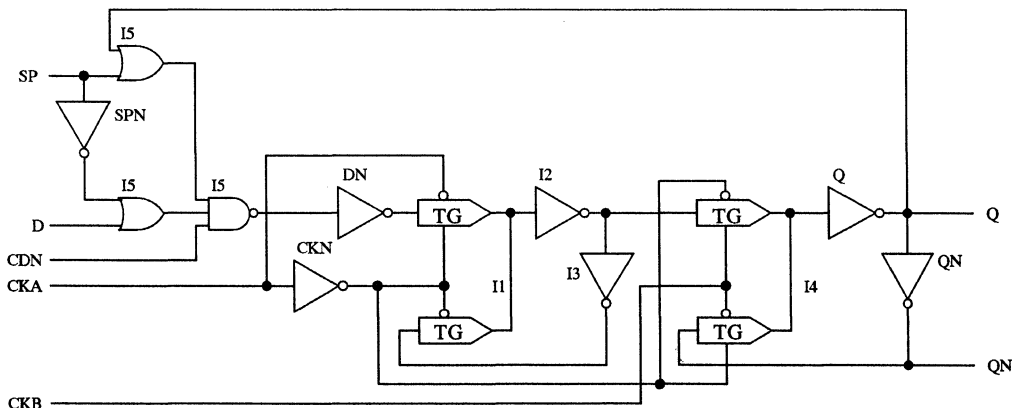 I5
SP
SPN
I5
I5
DN
I2
Q
TG
TG
D
Q
CKN
CDN
I3
QN
CKA
I1
I4
TG
TG
QN
CKB